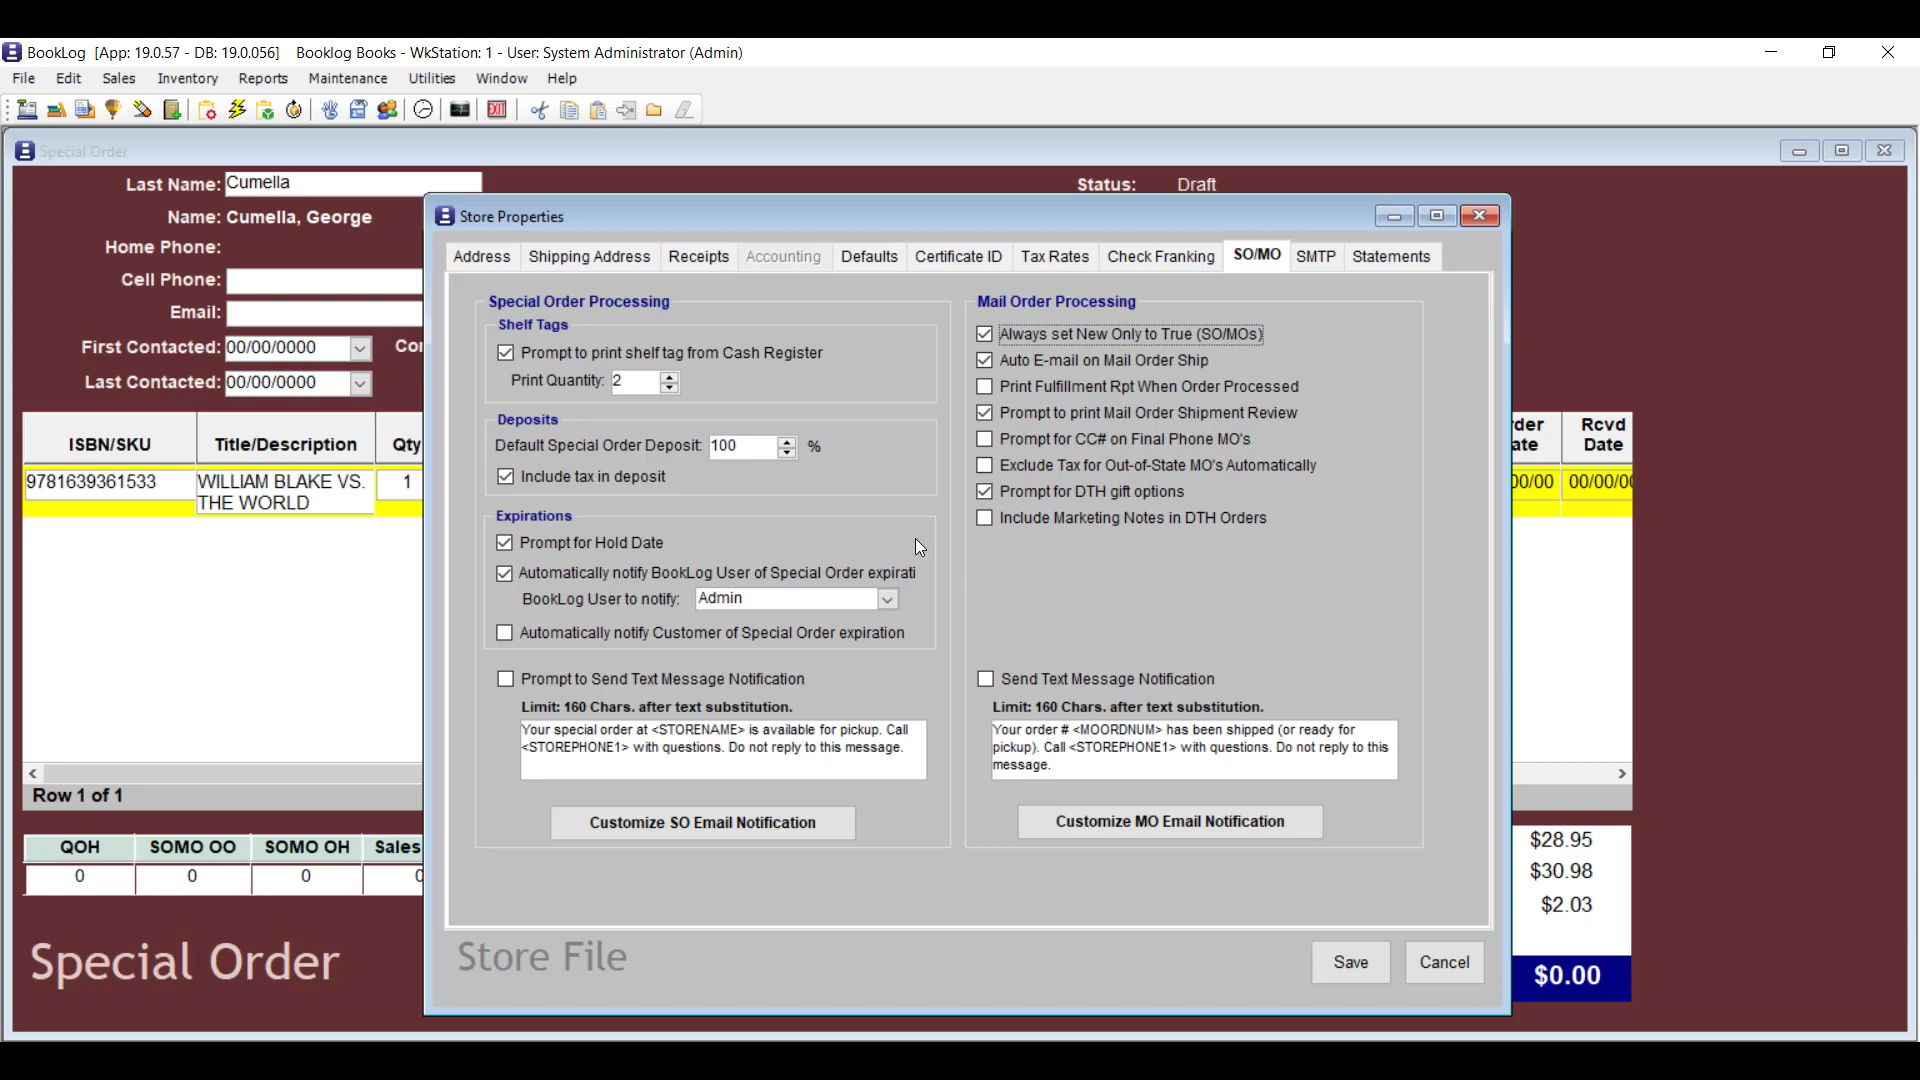 BookLog [App: 19.0.57 - DB: 19.0.056] Booklog Books - WkStation: 1 - User: System Administrator (Admin)
File Edit Sales Inventory Reports Maintenance Utilities Window Help
EXIT
Special Order
Last Name: Cumella
Status: Draft
Name: Cumella, George
Home Phone:
Cell Phone:
Email:
First Contacted: 00/00/0000
Last Contacted: 00/00/0000
ISBN/SKU Title/Description Qty
9781639361533 WILLIAM BLAKE VS. THE WORLD 1
Rcvd Date
00/00
Row 1 of 1
QOH SOMO OO SOMO OH Sales
0 0 0 0
Special Order
$28.95
$30.98
$2.03
$0.00
Store Properties
Address Shipping Address Receipts Accounting Defaults Certificate ID Tax Rates Check Franking SO/MO SMTP Statements
Special Order Processing
Shelf Tags
Prompt to print shelf tag from Cash Register
Print Quantity: 2
Deposits
Default Special Order Deposit: 100 %
Include tax in deposit
Expirations
Prompt for Hold Date
Automatically notify BookLog User of Special Order expirati
BookLog User to notify: Admin
Automatically notify Customer of Special Order expiration
Prompt to Send Text Message Notification
Limit: 160 Chars. after text substitution.
Your special order at <STORENAME> is available for pickup. Call
<STOREPHONE1> with questions. Do not reply to this message.
Customize SO Email Notification
Mail Order Processing
Always set New Only to True (SO/MOs)
Auto E-mail on Mail Order Ship
Print Fulfillment Rpt When Order Processed
Prompt to print Mail Order Shipment Review
Prompt for CC# on Final Phone MO's
Exclude Tax for Out-of-State MO's Automatically
Prompt for DTH gift options
Include Marketing Notes in DTH Orders
Send Text Message Notification
Limit: 160 Chars. after text substitution.
Your order # <MOORDNUM> has been shipped (or ready for
pickup). Call <STOREPHONE1> with questions. Do not reply to this
message.
Customize MO Email Notification
Store File
Save Cancel